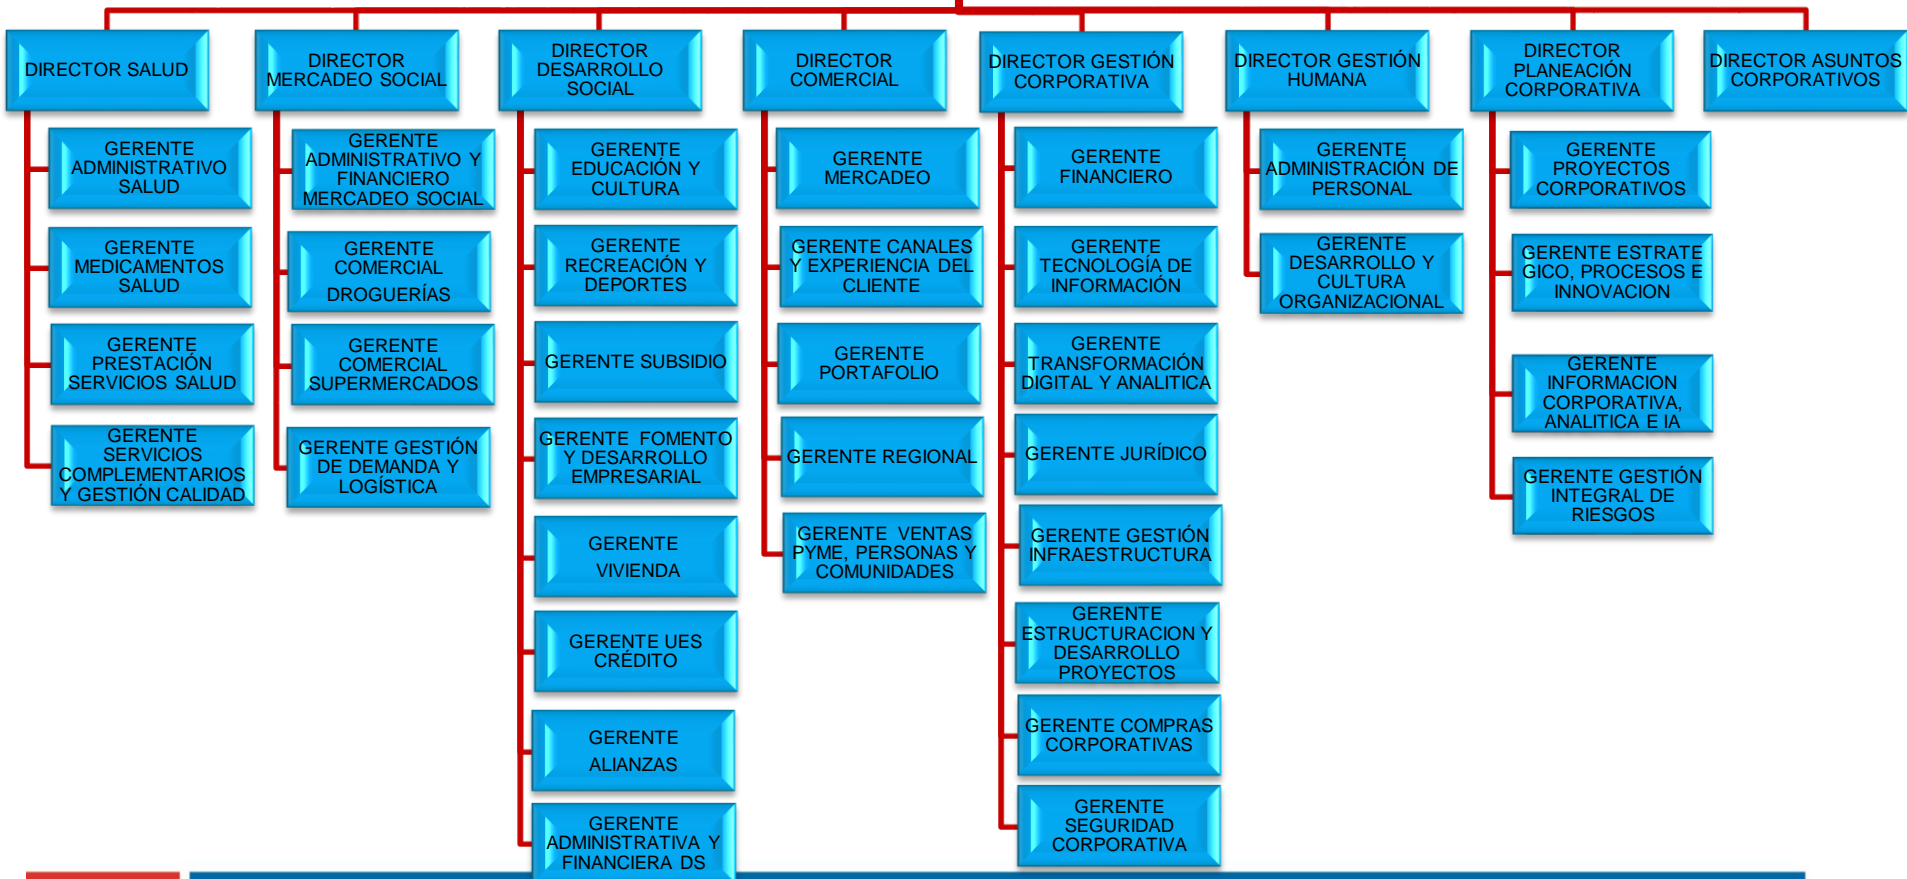 DIRECTOR SALUD
GERENTE
ADMINISTRATIVO
SALUD
GERENTE
MEDICAMENTOS
SALUD
GERENTE
PRESTACIÓN
SERVICIOS SALUD
GERENTE
SERVICIOS
COMPLEMENTARIOS
Y GESTIÓN CALIDAD
DIRECTOR
MERCADEO SOCIAL
GERENTE
ADMINISTRATIVO Y
FINANCIERO
MERCADEO SOCIAL
GERENTE
COMERCIAL
DROGUERÍAS
GERENTE
COMERCIAL
SUPERMERCADOS
GERENTE GESTIÓN
DE DEMANDA Y
LOGÍSTICA
DIRECTOR
DESARROLLO
SOCIAL
GERENTE
EDUCACIÓN Y
CULTURA
GERENTE
RECREACIÓN Y
DEPORTES
GERENTE SUBSIDIO
GERENTE FOMENTO
Y DESARROLLO
EMPRESARIAL
GERENTE
VIVIENDA
GERENTE UES
CRÉDITO
GERENTE
ALIANZAS
GERENTE
ADMINISTRATIVA Y
FINANCIERA DS
DIRECTOR
COMERCIAL
GERENTE
MERCADEO
GERENTE CANALES
Y EXPERIENCIA DEL
CLIENTE
GERENTE
PORTAFOLIO
GERENTE REGIONAL
GERENTE VENTAS
PYME, PERSONAS Y
COMUNIDADES
DIRECTOR GESTIÓN
CORPORATIVA
GERENTE
FINANCIERO
GERENTE
TECNOLOGÍA DE
INFORMACIÓN
GERENTE
TRANSFORMACIÓN
DIGITAL Y ANALITICA
GERENTE JURÍDICO
GERENTE GESTIÓN
INFRAESTRUCTURA
GERENTE
ESTRUCTURACION Y
DESARROLLO
PROYECTOS
GERENTE COMPRAS
CORPORATIVAS
GERENTE
SEGURIDAD
CORPORATIVA
DIRECTOR GESTIÓN
HUMANA
GERENTE
ADMINISTRACIÓN DE
PERSONAL
GERENTE
DESARROLLO Y
CULTURA
ORGANIZACIONAL
DIRECTOR
PLANEACIÓN
CORPORATIVA
GERENTE
PROYECTOS
CORPORATIVOS
GERENTE ESTRATE
GICO, PROCESOS E
INNOVACION
GERENTE
INFORMACION
CORPORATIVA,
ANALITICA E IA
GERENTE GESTIÓN
INTEGRAL DE
RIESGOS
DIRECTOR ASUNTOS
CORPORATIVOS